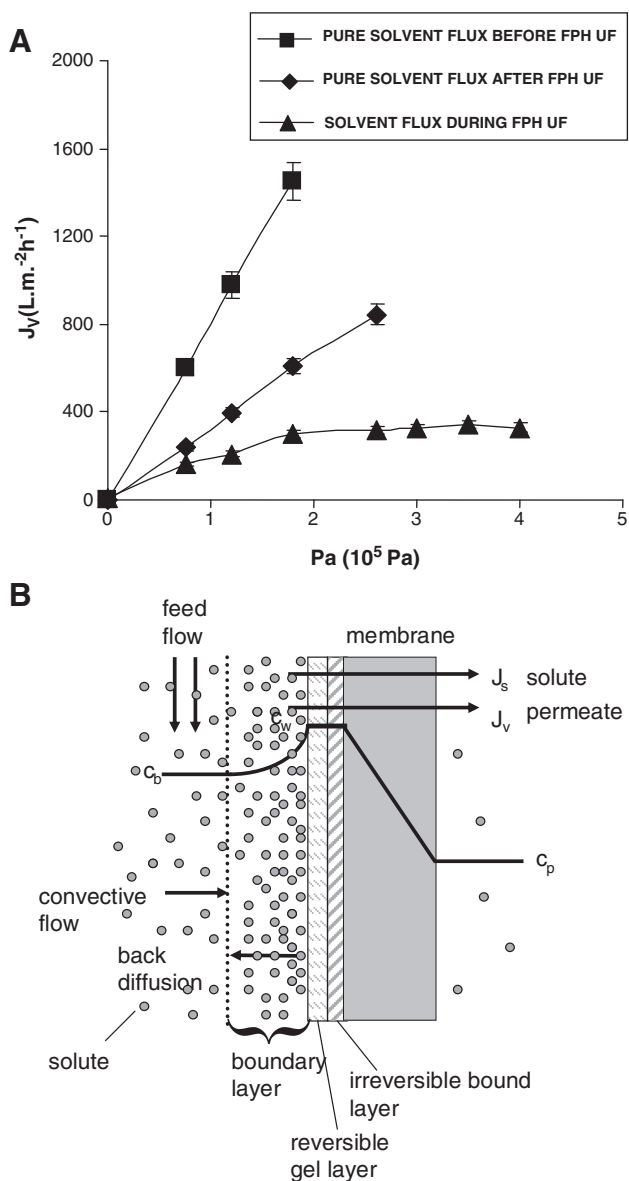 A
PURE SOLVENT FLUX BEFORE FPH UF
PURE SOLVENT FLUX AFTER FPH UF
SOLVENT FLUX DURING FPH UF
2000
1600
1200
800
400
0
Jv(L.m.-2h-1)
0 1 2 3 4 5
Pa (10^5 Pa)
B
feed
flow
membrane
Js solute
Jv permeate
cw
cb
cp
convective
flow
back
diffusion
solute
boundary
layer
irreversible bound
layer
reversible
gel layer